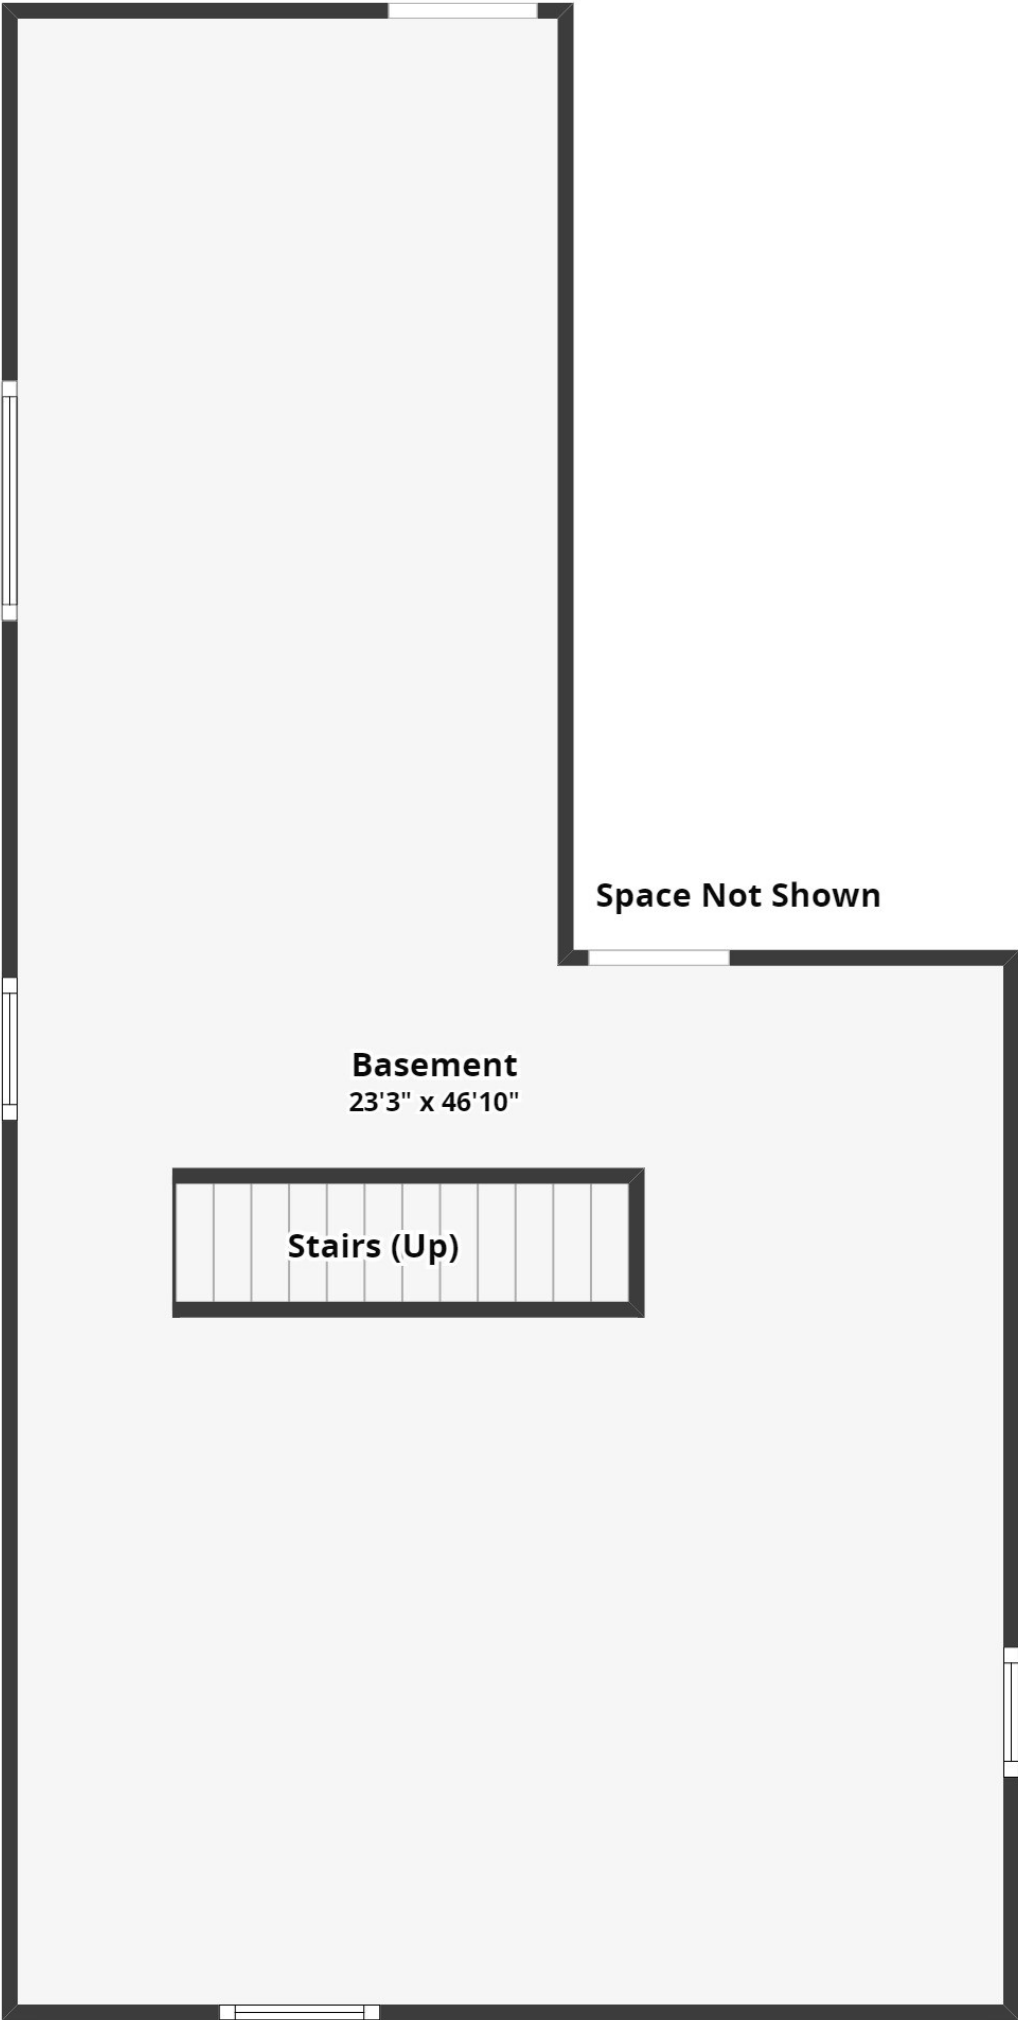 Space Not Shown
Basement
23'3" x 46'10"
Stairs (Up)